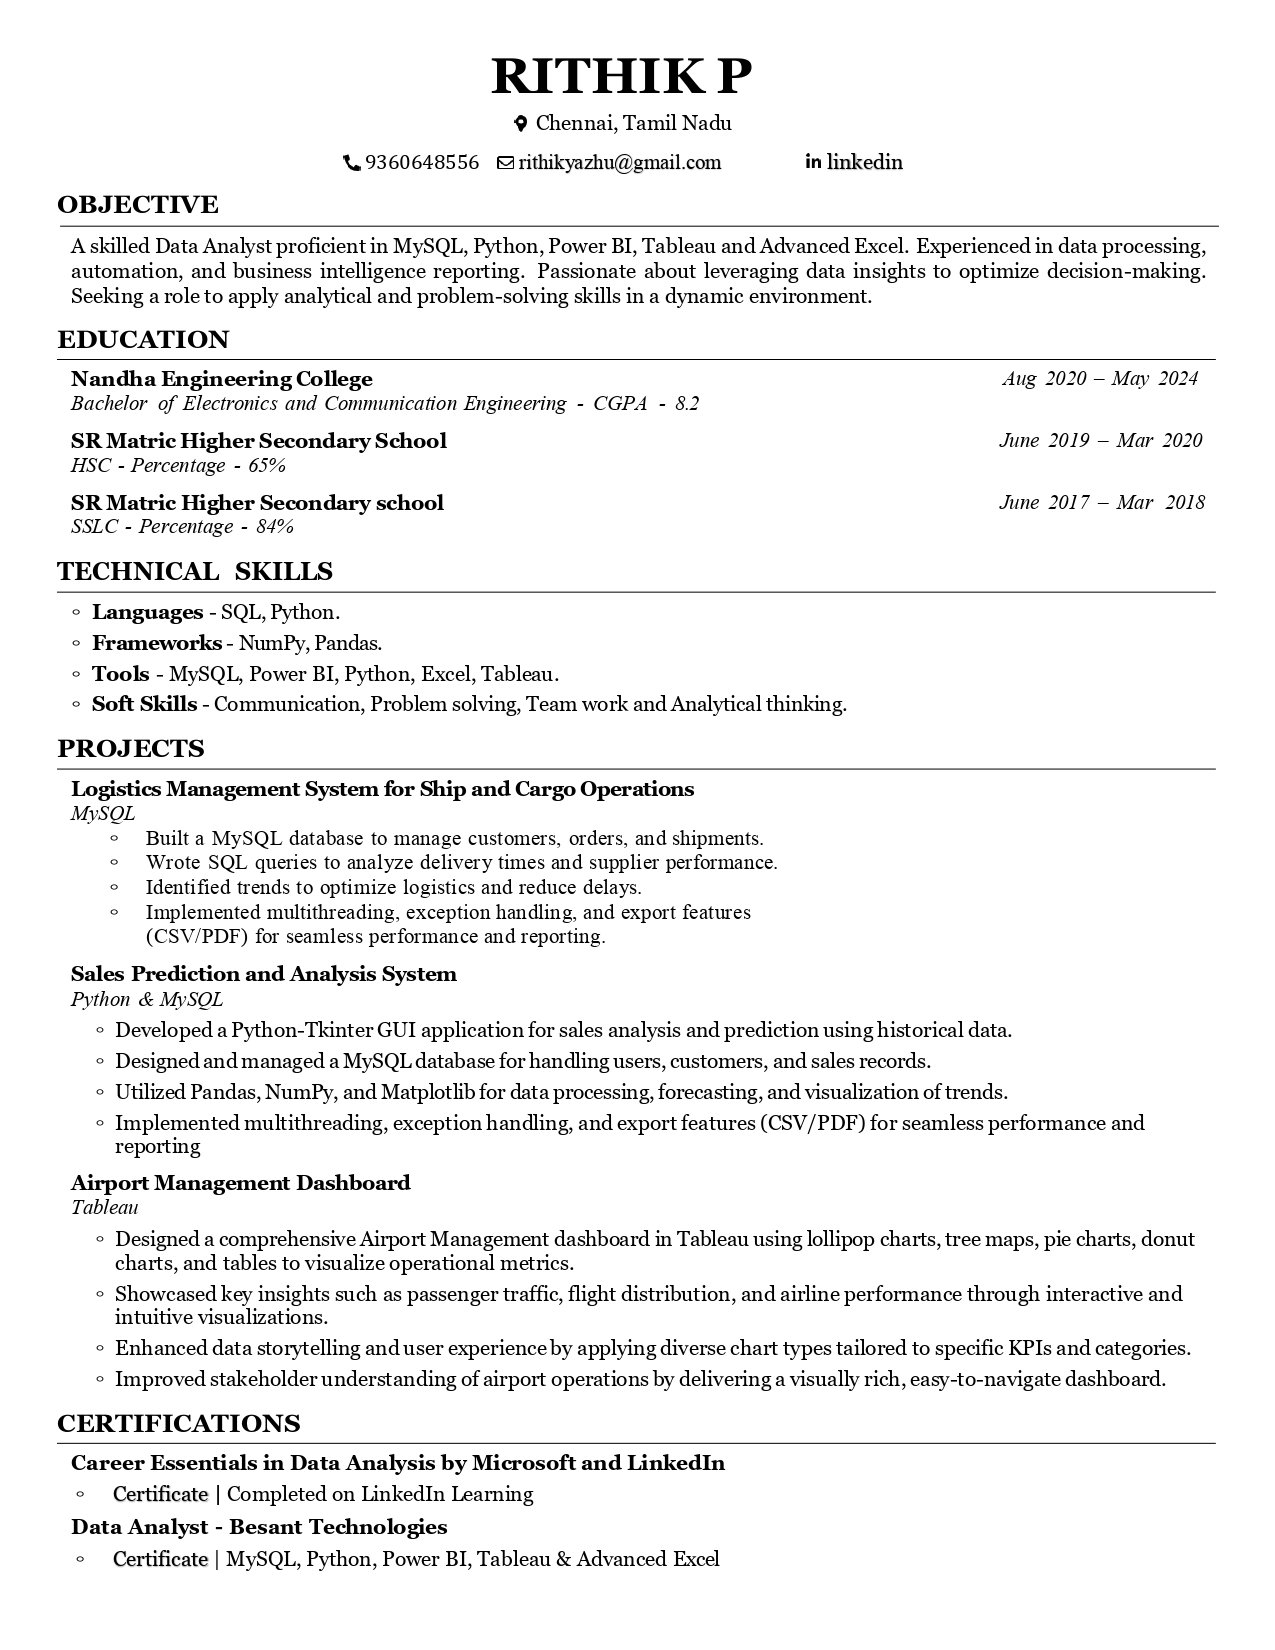 RITHIK P
Chennai, Tamil Nadu
9360648556 rithikyazhu@gmail.com linkedin
OBJECTIVE
A skilled Data Analyst proficient in MySQL, Python, Power BI, Tableau and Advanced Excel. Experienced in data processing,
automation, and business intelligence reporting. Passionate about leveraging data insights to optimize decision-making.
Seeking a role to apply analytical and problem-solving skills in a dynamic environment.
EDUCATION
Nandha Engineering College Aug 2020 – May 2024
Bachelor of Electronics and Communication Engineering - CGPA - 8.2
SR Matric Higher Secondary School June 2019 – Mar 2020
HSC - Percentage - 65%
SR Matric Higher Secondary school June 2017 – Mar 2018
SSLC - Percentage - 84%
TECHNICAL SKILLS
◦ Languages - SQL, Python.
◦ Frameworks - NumPy, Pandas.
◦ Tools - MySQL, Power BI, Python, Excel, Tableau.
◦ Soft Skills - Communication, Problem solving, Team work and Analytical thinking.
PROJECTS
Logistics Management System for Ship and Cargo Operations
MySQL
◦ Built a MySQL database to manage customers, orders, and shipments.
◦ Wrote SQL queries to analyze delivery times and supplier performance.
◦ Identified trends to optimize logistics and reduce delays.
◦ Implemented multithreading, exception handling, and export features
(CSV/PDF) for seamless performance and reporting.
Sales Prediction and Analysis System
Python & MySQL
◦ Developed a Python-Tkinter GUI application for sales analysis and prediction using historical data.
◦ Designed and managed a MySQL database for handling users, customers, and sales records.
◦ Utilized Pandas, NumPy, and Matplotlib for data processing, forecasting, and visualization of trends.
◦ Implemented multithreading, exception handling, and export features (CSV/PDF) for seamless performance and
reporting
Airport Management Dashboard
Tableau
◦ Designed a comprehensive Airport Management dashboard in Tableau using lollipop charts, tree maps, pie charts, donut
charts, and tables to visualize operational metrics.
◦ Showcased key insights such as passenger traffic, flight distribution, and airline performance through interactive and
intuitive visualizations.
◦ Enhanced data storytelling and user experience by applying diverse chart types tailored to specific KPIs and categories.
◦ Improved stakeholder understanding of airport operations by delivering a visually rich, easy-to-navigate dashboard.
CERTIFICATIONS
Career Essentials in Data Analysis by Microsoft and LinkedIn
◦ Certificate | Completed on LinkedIn Learning
Data Analyst - Besant Technologies
◦ Certificate | MySQL, Python, Power BI, Tableau & Advanced Excel